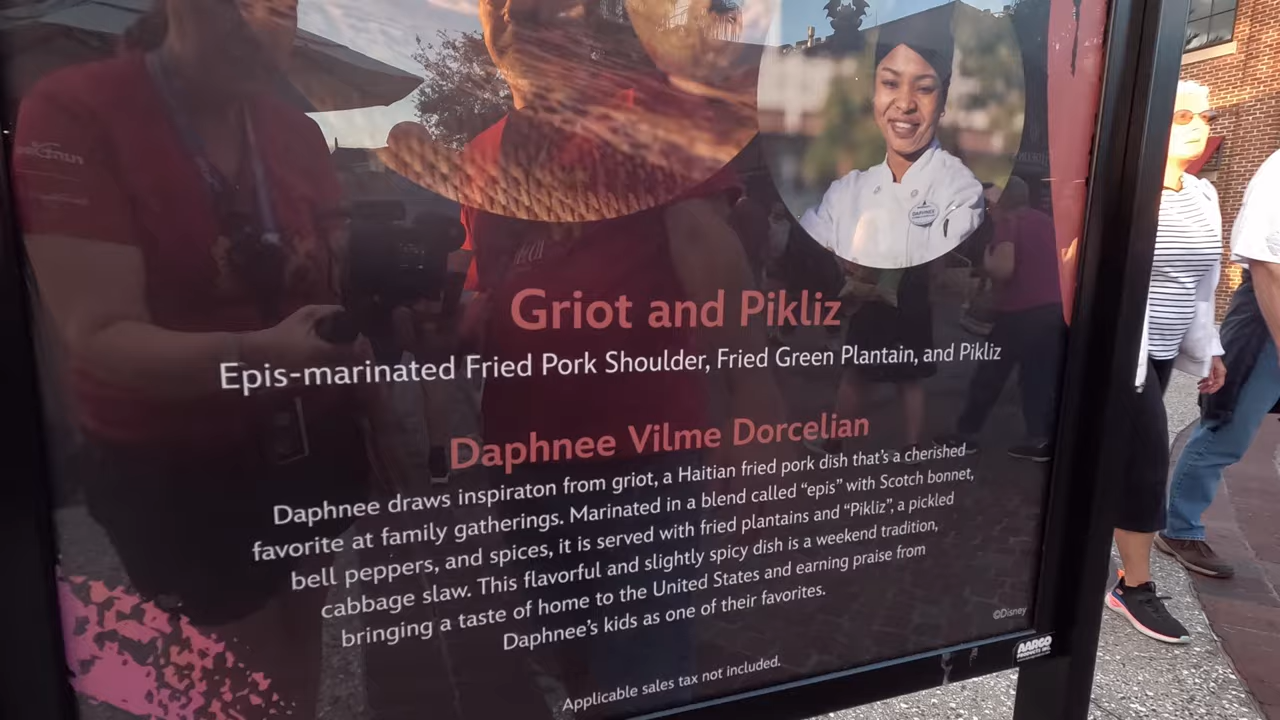 DAPHNEE
Griot and Pikliz
Epis-marinated Fried Pork Shoulder, Fried Green Plantain, and Pikliz
Daphnee Vilme Dorcelian
Daphnee draws inspiraton from griot, a Haitian fried pork dish that's a cherished
favorite at family gatherings. Marinated in a blend called “epis” with Scotch bonnet,
bell peppers, and spices, it is served with fried plantains and “Pikliz”, a pickled
cabbage slaw. This flavorful and slightly spicy dish is a weekend tradition,
bringing a taste of home to the United States and earning praise from
Daphnee's kids as one of their favorites.
©Disney
AARCO
PRODUCTS INC.
Applicable sales tax not included.